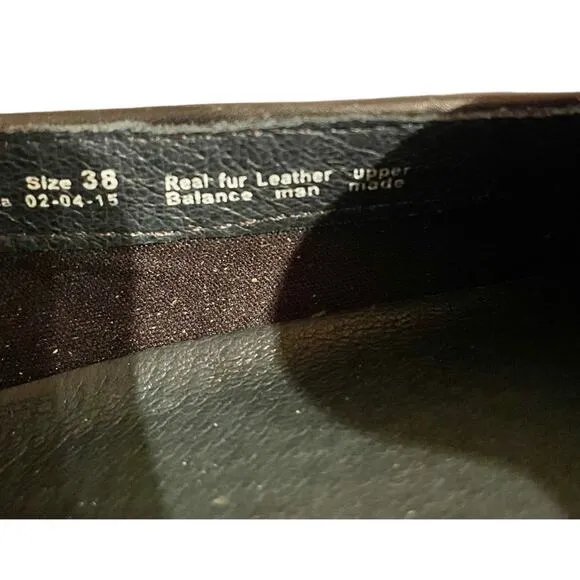 Size 38 Real fur Leather Upper
a 02-04-15 Balance man made